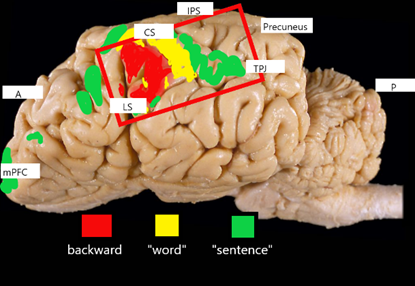 IPS
CS
Precuneus
TPJ
A
P
LS
mPFC
backward
"word"
"sentence"